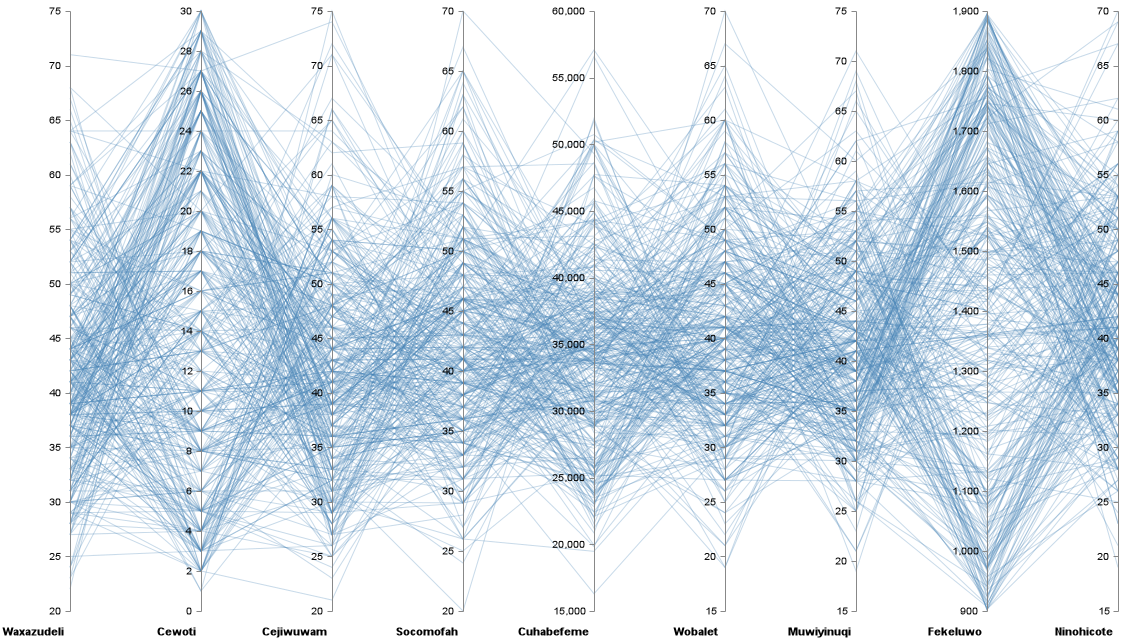 75 30 75 70 60,000 70 75 1,900 70
70 28 70 65 55,000 65 70 1,800 65
65 26 65 60 50,000 60 65 1,700 60
60 24 60 55 45,000 55 60 1,600 55
55 22 55 50 40,000 50 55 1,500 50
50 20 50 45 35,000 45 50 1,400 45
45 18 45 40 30,000 40 45 1,300 40
40 16 40 35 25,000 35 40 1,200 35
35 14 35 30 20,000 30 35 1,100 30
30 12 30 25 15,000 25 30 1,000 25
25 10 25 20 20 25 900 20
20 8 20 15 20 15
6 15
4
2
0
Waxazudeli Cewoti Cejiwuwam Socomofah Cuhabefeme Wobalet Muwiyinuqi Fekeluwo Ninohicote